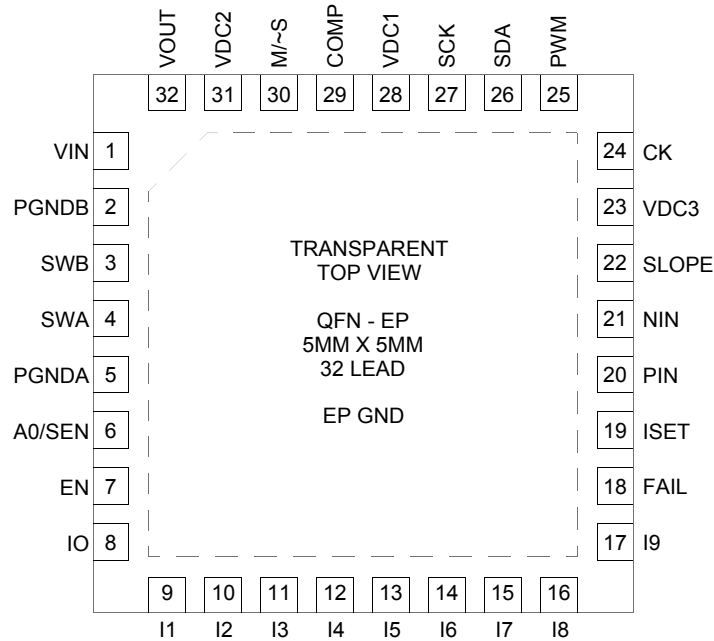 VOUT
VDC2
M/~S
COMP
VDC1
SCK
SDA
PWM
32 31 30 29 28 27 26 25
VIN 1
PGNDB 2
SWB 3
SWA 4
PGNDA 5
A0/SEN 6
EN 7
IO 8
TRANSPARENT
TOP VIEW
QFN - EP
5MM X 5MM
32 LEAD
EP GND
24 CK
23 VDC3
22 SLOPE
21 NIN
20 PIN
19 ISET
18 FAIL
17 I9
9 10 11 12 13 14 15 16
I1 I2 I3 I4 I5 I6 I7 I8